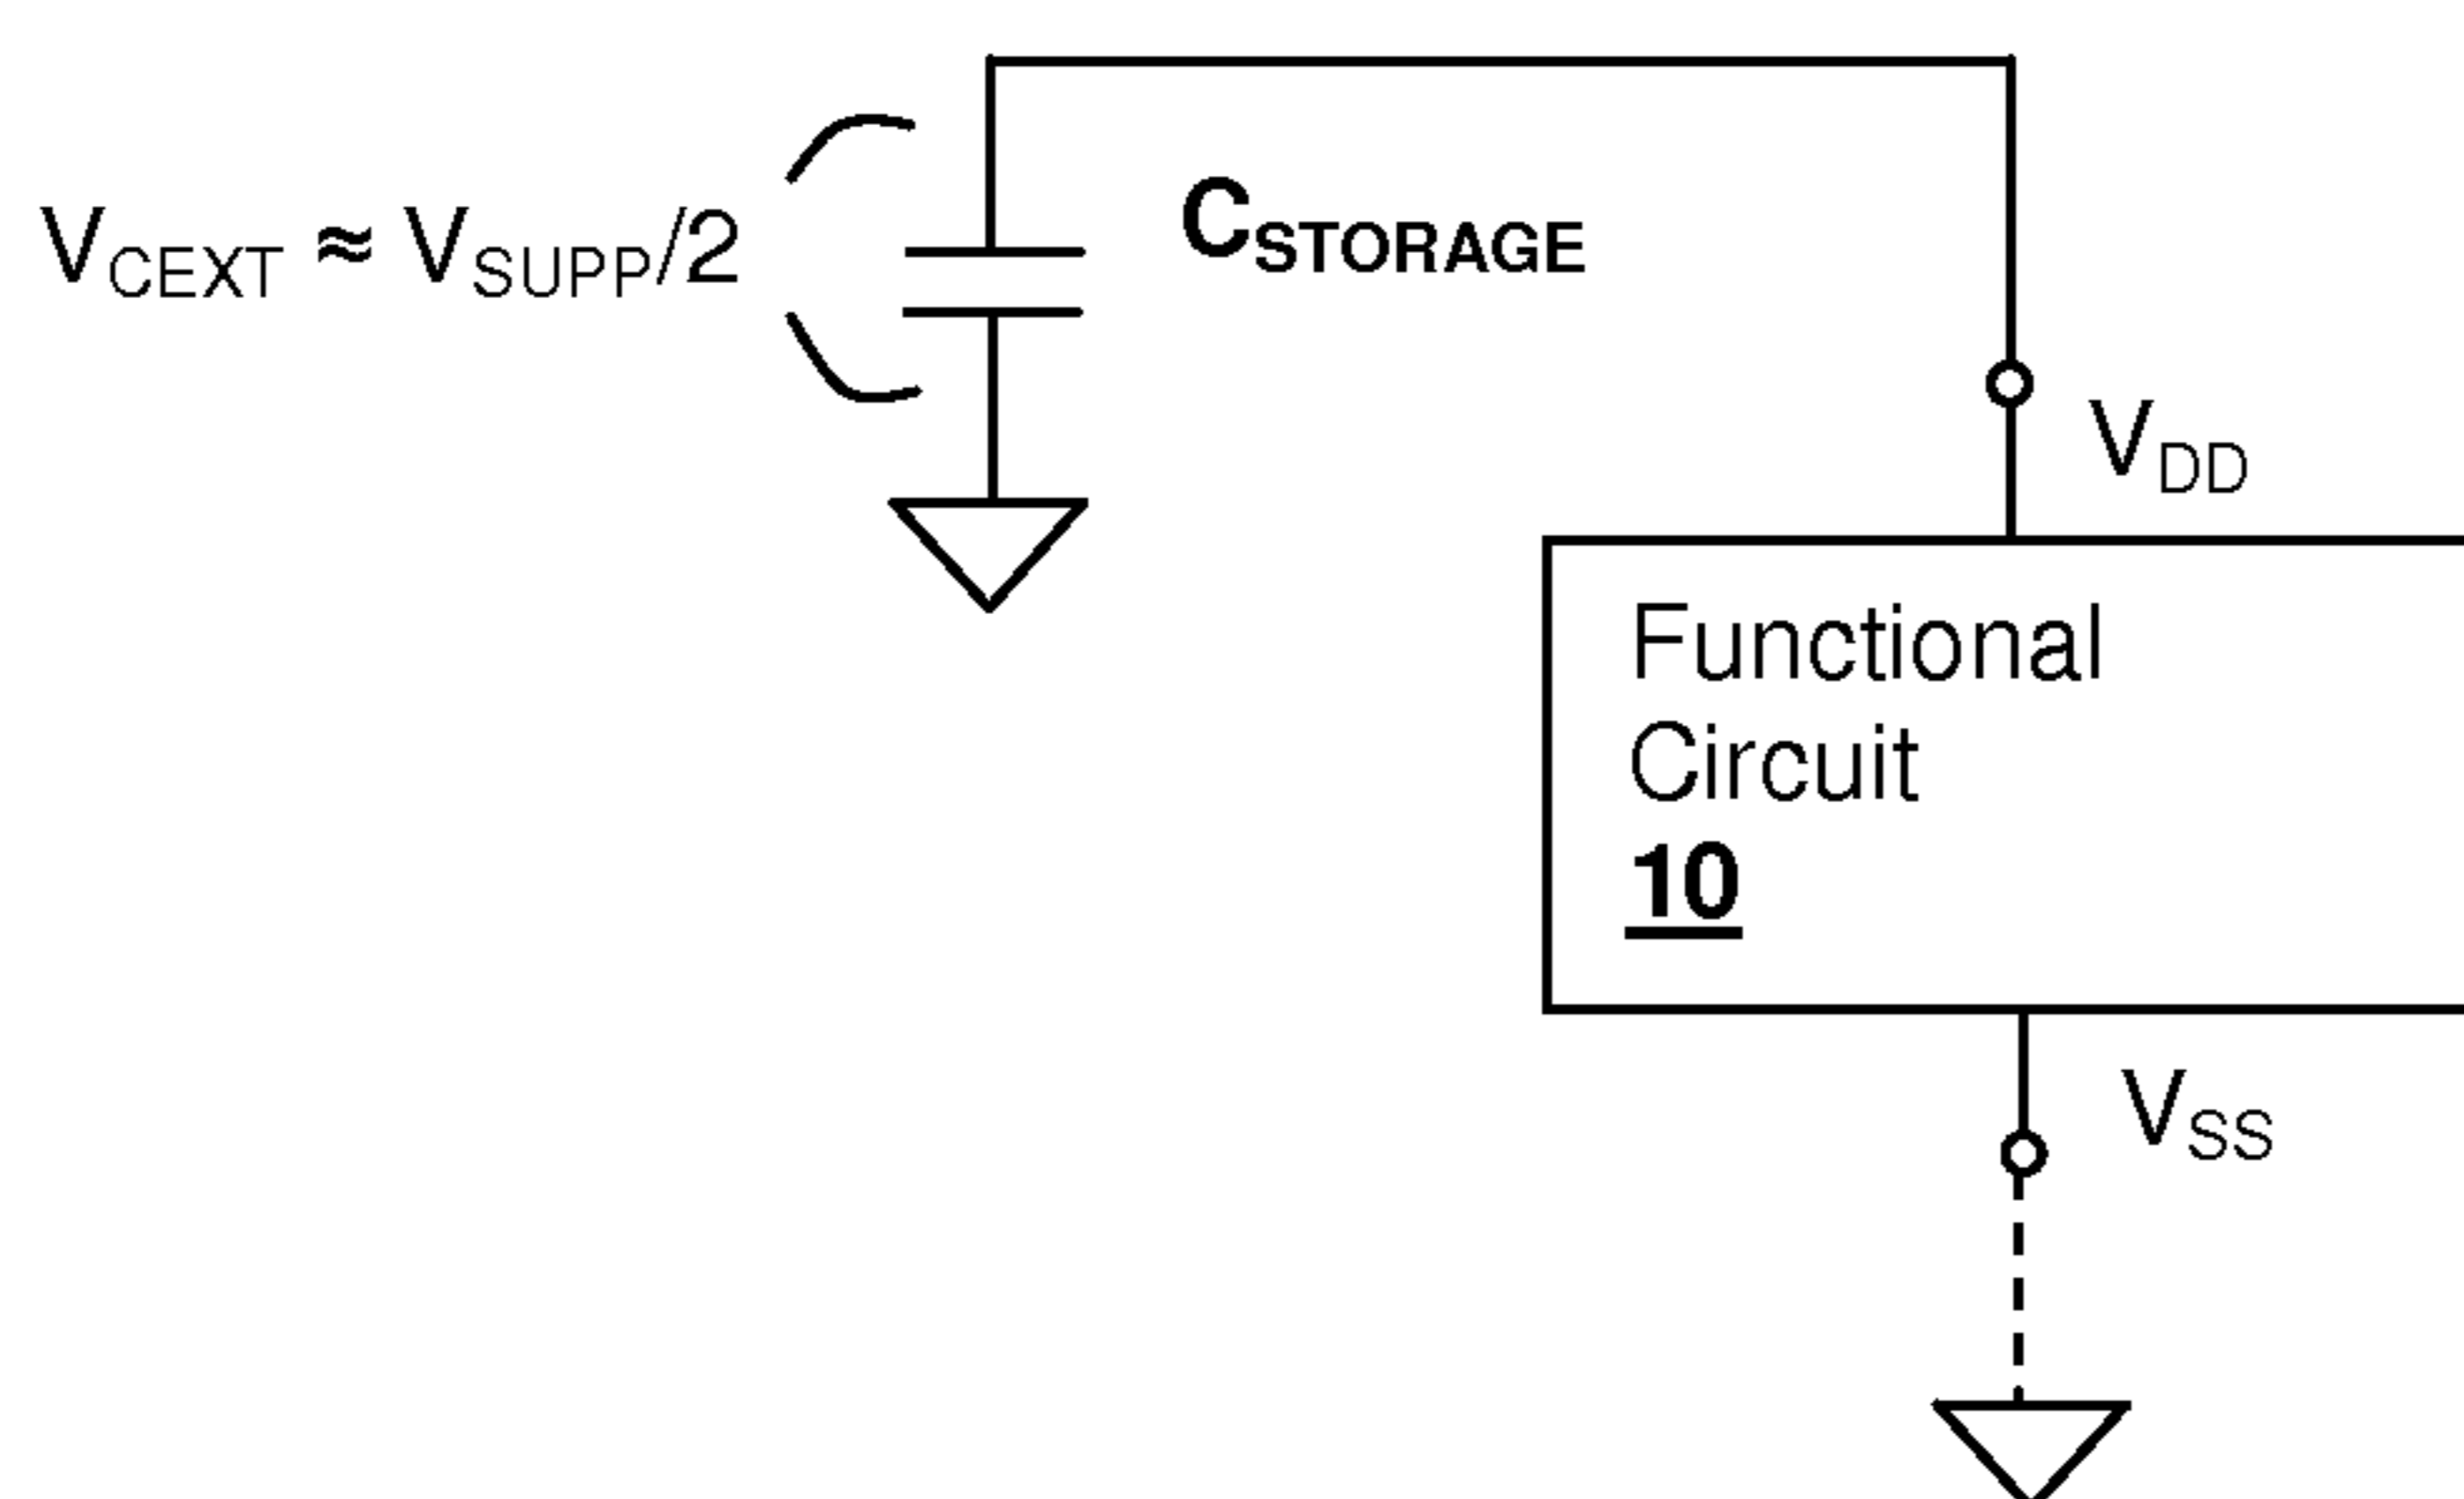 VCEXT ≈ VSUPP/2
CSTORAGE
VDD
Functional
Circuit
10
VSS